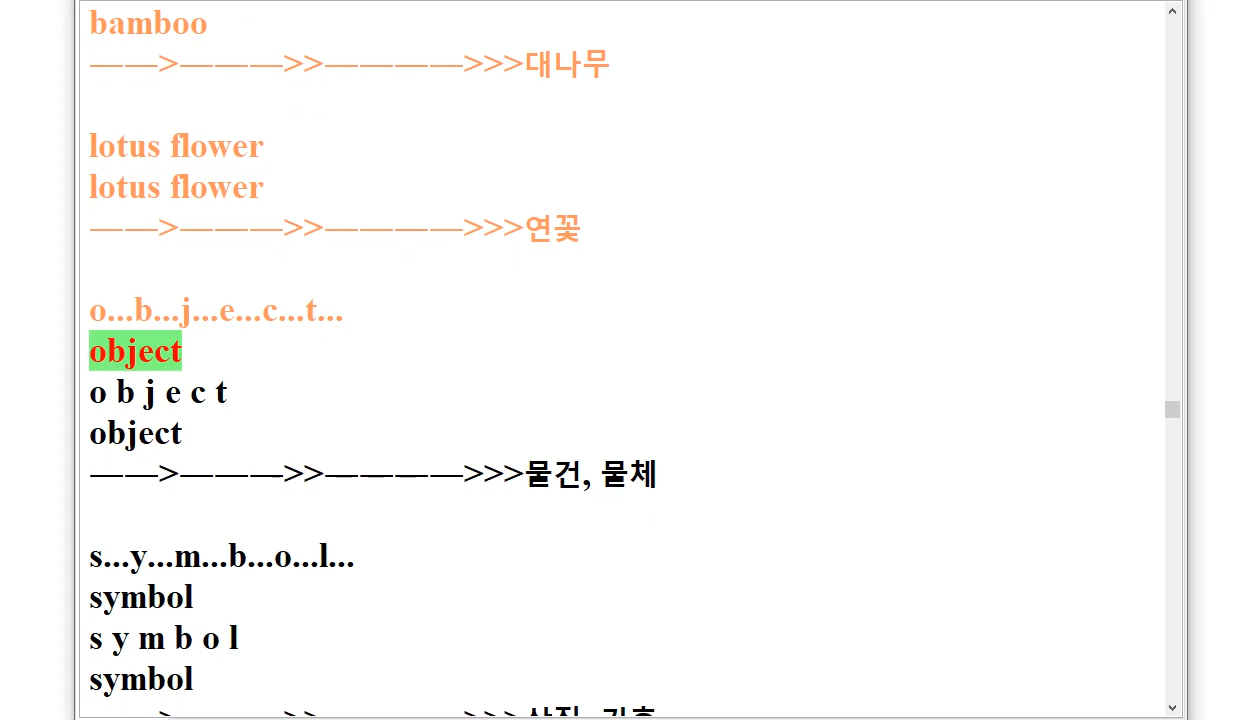 bamboo
——>———>>————>>>대나무
lotus flower
lotus flower
——>———>>————>>>연꽃
o...b...j...e...c...t...
object
o b j e c t
object
——>———>>————>>>물건, 물체
s...y...m...b...o...l...
symbol
s y m b o l
symbol
——>———>>————>>>